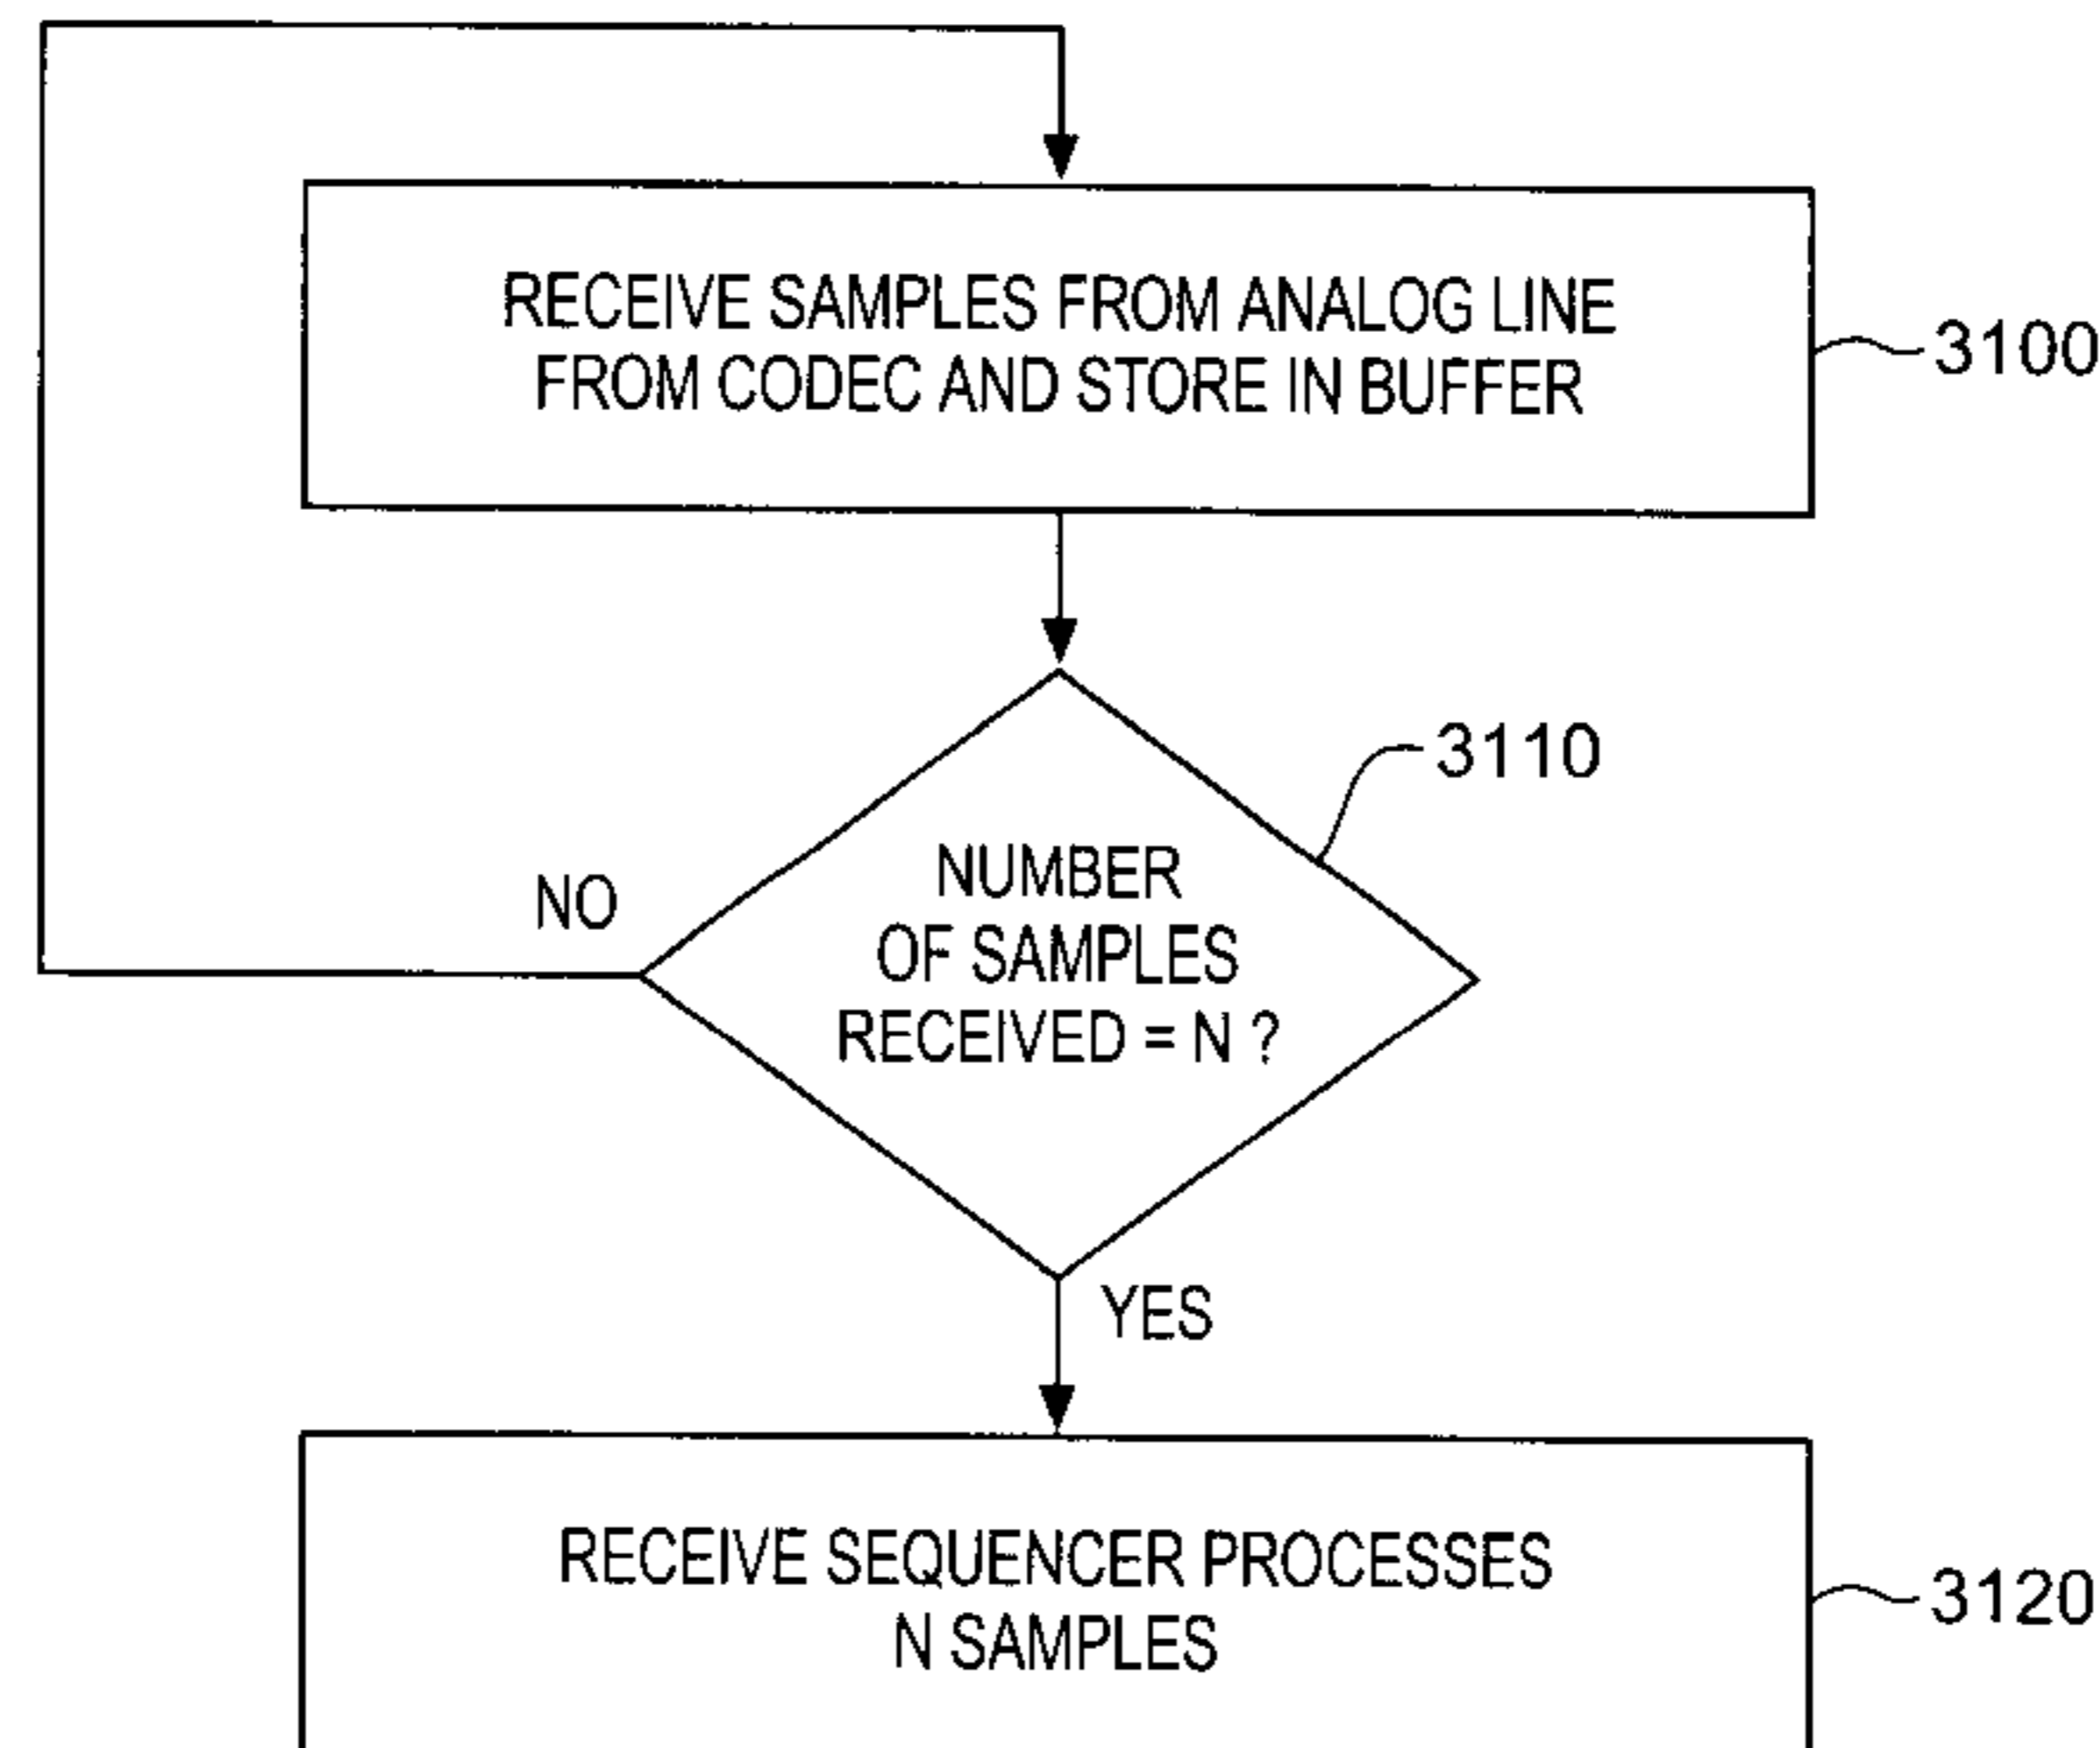 RECEIVE SAMPLES FROM ANALOG LINE
FROM CODEC AND STORE IN BUFFER
3100
3110
NUMBER
OF SAMPLES
RECEIVED = N ?
NO
YES
RECEIVE SEQUENCER PROCESSES
N SAMPLES
3120